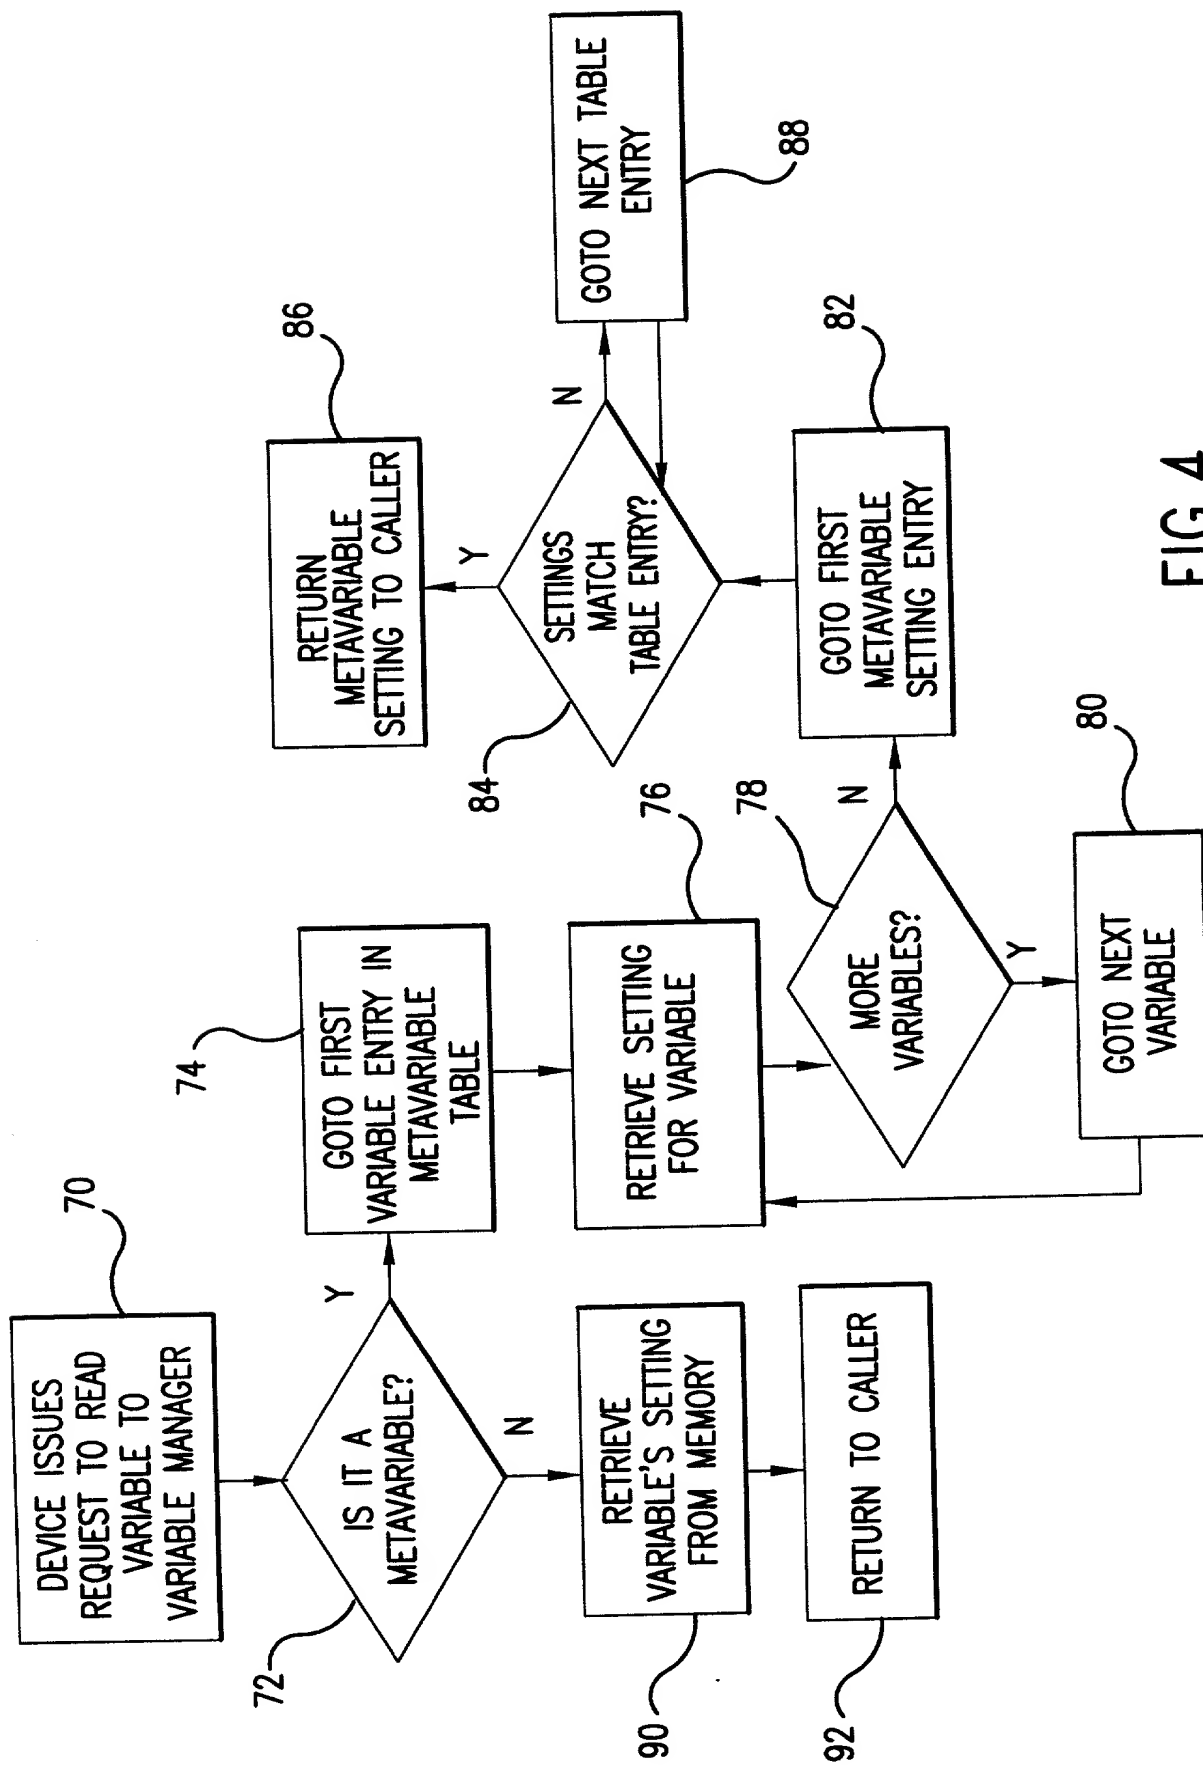 70
DEVICE ISSUES
REQUEST TO READ
VARIABLE TO
VARIABLE MANAGER
72
IS IT A
METAVARIABLE?
Y
N
74
GOTO FIRST
VARIABLE ENTRY IN
METAVARIABLE
TABLE
90
RETRIEVE
VARIABLE'S SETTING
FROM MEMORY
92
RETURN TO CALLER
76
RETRIEVE SETTING
FOR VARIABLE
78
MORE
VARIABLES?
N
Y
80
GOTO NEXT
VARIABLE
82
GOTO FIRST
METAVARIABLE
SETTING ENTRY
84
SETTINGS
MATCH
TABLE ENTRY?
Y
N
86
RETURN
METAVARIABLE
SETTING TO CALLER
88
GOTO NEXT TABLE
ENTRY
FIG 4